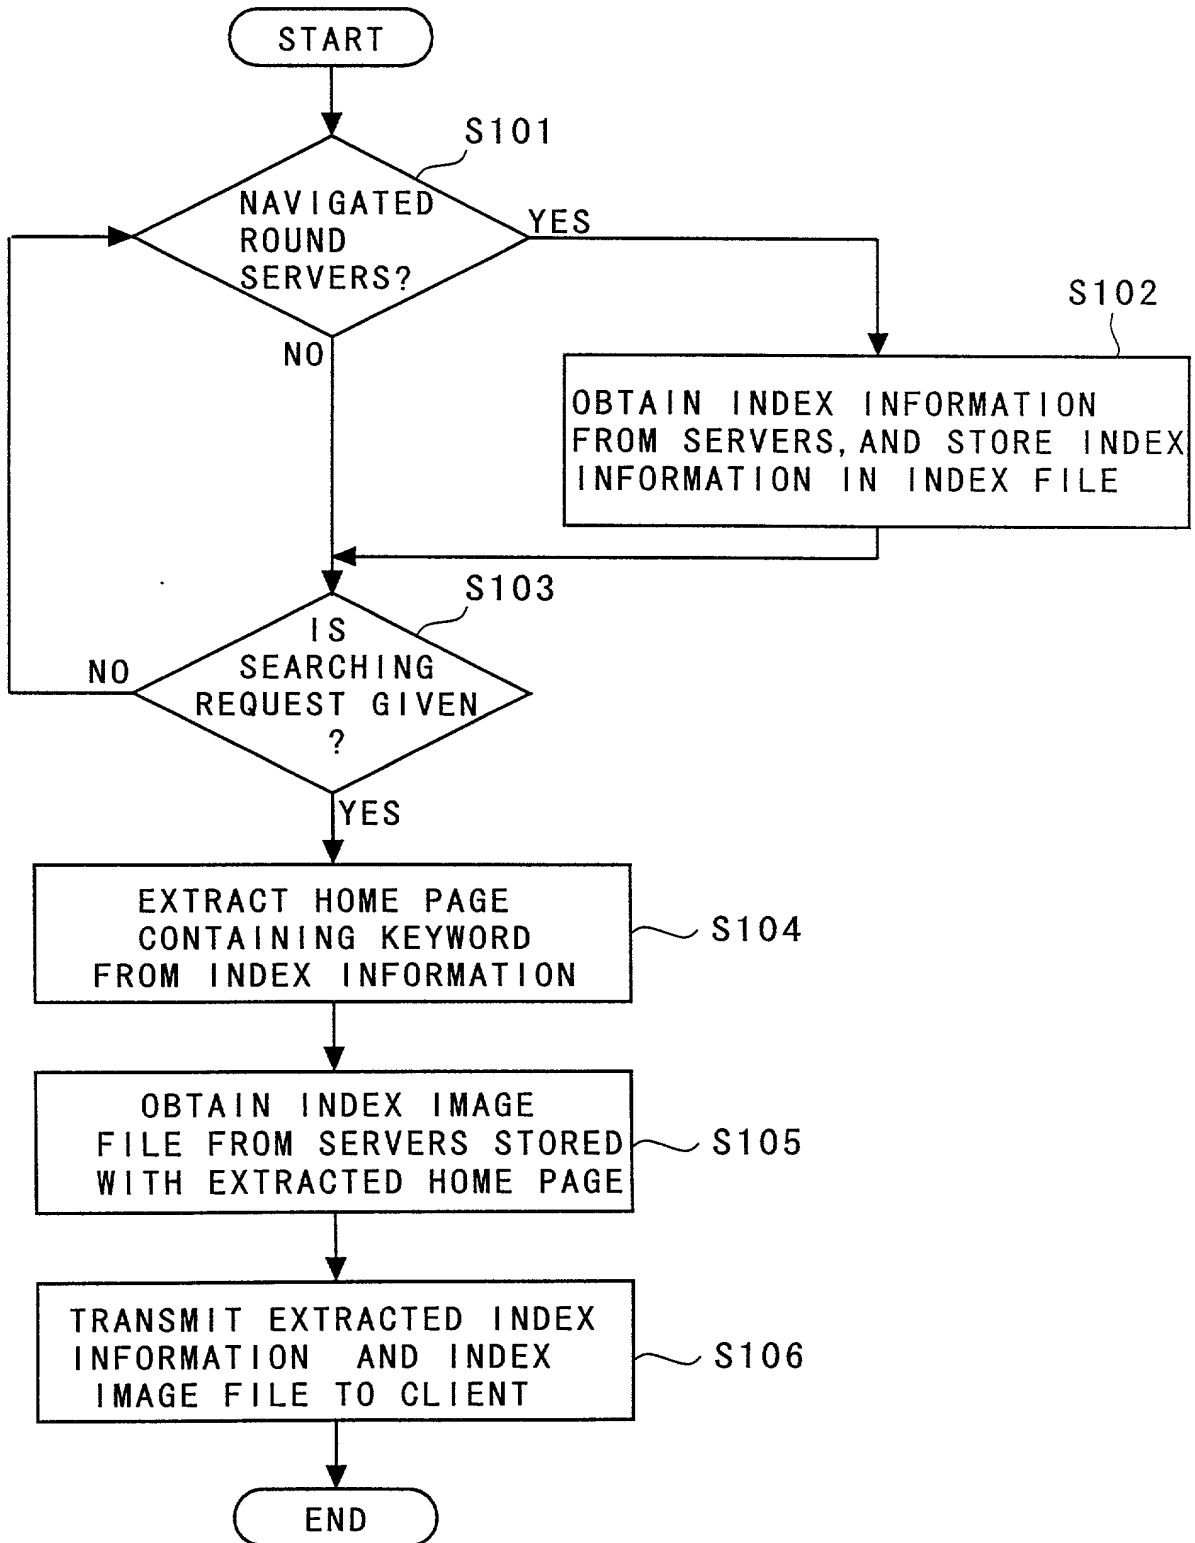 START
S101
NAVIGATED
ROUND
SERVERS?
YES
NO
S102
OBTAIN INDEX INFORMATION
FROM SERVERS, AND STORE INDEX
INFORMATION IN INDEX FILE
S103
IS
SEARCHING
REQUEST GIVEN
?
NO
YES
EXTRACT HOME PAGE
CONTAINING KEYWORD
FROM INDEX INFORMATION
S104
OBTAIN INDEX IMAGE
FILE FROM SERVERS STORED
WITH EXTRACTED HOME PAGE
S105
TRANSMIT EXTRACTED INDEX
INFORMATION AND INDEX
IMAGE FILE TO CLIENT
S106
END